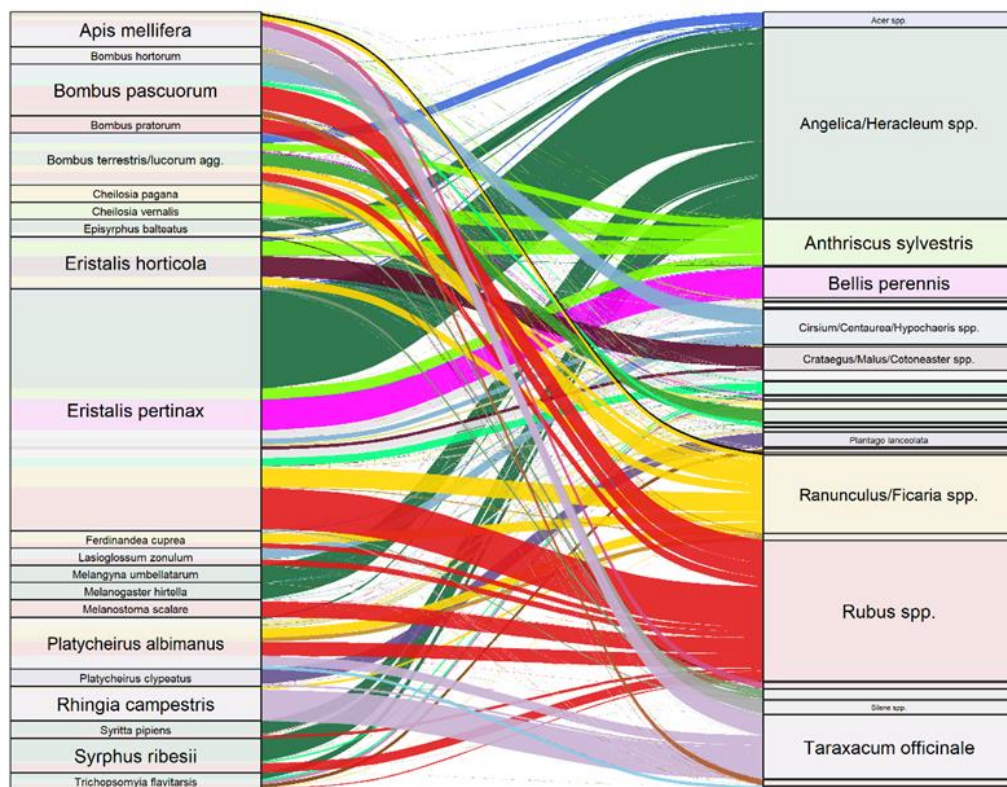 Apis mellifera
Bombus hortorum
Bombus pascuorum
Bombus pratorum
Bombus terrestris/lucorum agg.
Cheilosia pagana
Cheilosia vernalis
Episyrphus balteatus
Eristalis horticola
Eristalis pertinax
Ferdinandea cuprea
Lasioglossum zonulum
Melangyna umbellatarum
Melanogaster hirtella
Melanostoma scalare
Platycheirus albimanus
Platycheirus clypeatus
Rhingia campestris
Syritta pipiens
Syrphus ribesii
Trichopsomyia flavitarsis
Acer spp.
Angelica/Heracleum spp.
Anthriscus sylvestris
Bellis perennis
Cirsium/Centaurea/Hypochaeris spp.
Crataegus/Malus/Cotoneaster spp.
Plantago lanceolata
Ranunculus/Ficaria spp.
Rubus spp.
Silene spp.
Taraxacum officinale